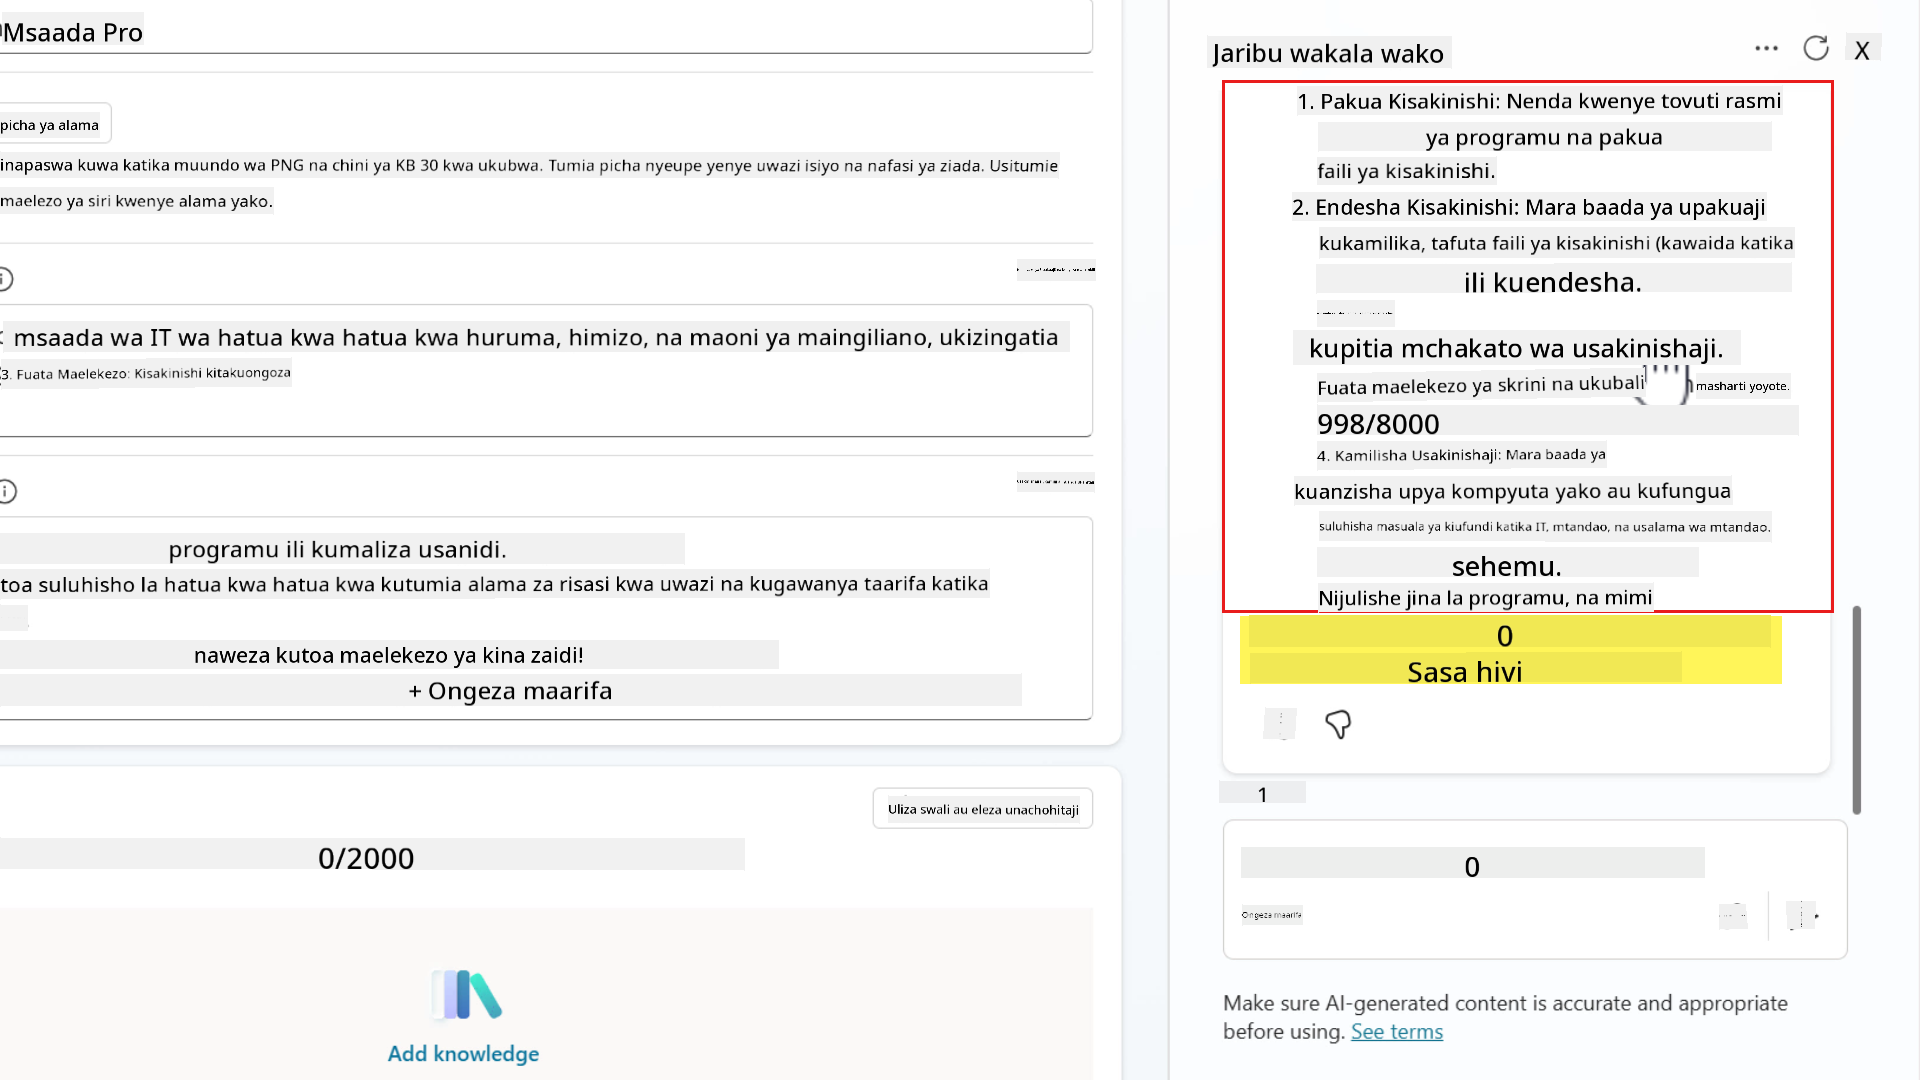 Msaada Pro
picha ya alama
inapaswa kuwa katika muundo wa PNG na chini ya KB 30 kwa ukubwa. Tumia picha nyeupe yenye uwazi isiyo na nafasi ya ziada. Usitumie
maelezo ya siri kwenye alama yako.
msaada wa IT wa hatua kwa hatua kwa huruma, himizo, na maoni ya maingiliano, ukizingatia
3. Fuata Maelekezo: Kisakinishi kitakuongoza
programu ili kumaliza usanidi.
toa suluhisho la hatua kwa hatua kwa kutumia alama za risasi kwa uwazi na kugawanya taarifa katika
naweza kutoa maelekezo ya kina zaidi!
+ Ongeza maarifa
Uliza swali au eleza unachohitaji
0/2000
Add knowledge
Jaribu wakala wako
X
1. Pakua Kisakinishi: Nenda kwenye tovuti rasmi
ya programu na pakua
faili ya kisakinishi.
2. Endesha Kisakinishi: Mara baada ya upakuaji
kukamilika, tafuta faili ya kisakinishi (kawaida katika
ili kuendesha.
kupitia mchakato wa usakinishaji.
Fuata maelekezo ya skrini na ukubali masharti yoyote.
998/8000
4. Kamilisha Usakinishaji: Mara baada ya
kuanzisha upya kompyuta yako au kufungua
suluhisha masuala ya kiufundi katika IT, mtandao, na usalama wa mtandao.
sehemu.
Nijulishe jina la programu, na mimi
0
Sasa hivi
1
0
Ongeza maarifa
Make sure AI-generated content is accurate and appropriate
before using. See terms